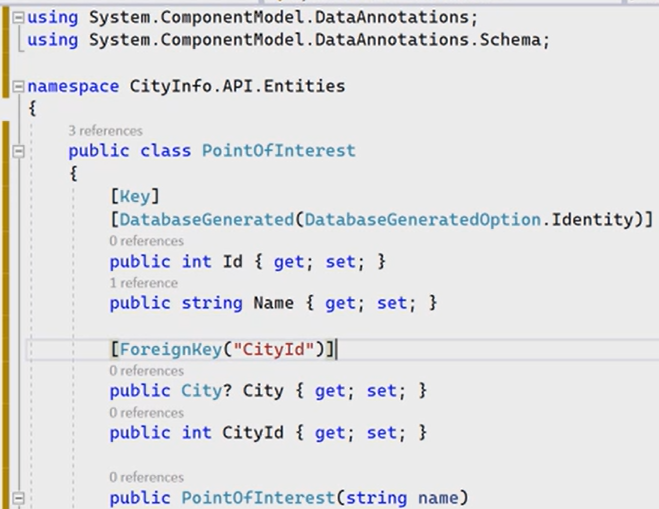 using System.ComponentModel.DataAnnotations;
using System.ComponentModel.DataAnnotations.Schema;
namespace CityInfo.API.Entities
{
3 references
public class PointOfInterest
{
[Key]
[DatabaseGenerated(DatabaseGeneratedOption.Identity)]
0 references
public int Id { get; set; }
1 reference
public string Name { get; set; }
[ForeignKey("CityId")]
0 references
public City? City { get; set; }
0 references
public int CityId { get; set; }
0 references
public PointOfInterest(string name)